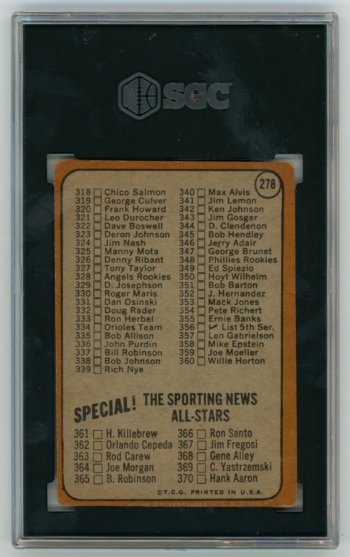 SGC
278
318 Chico Salmon
319 George Culver
320 Frank Howard
321 Leo Durocher
322 Dave Boswell
323 Deron Johnson
324 Jim Nash
325 Manny Mota
326 Denny Ribant
327 Tony Taylor
328 Angels Rookies
329 D. Josephson
330 Roger Maris
331 Dan Osinski
332 Doug Rader
333 Ron Herbel
334 Orioles Team
335 Bob Allison
336 John Purdin
337 Bill Robinson
338 Bob Johnson
339 Rich Nye
340 Max Alvis
341 Jim Lemon
342 Ken Johnson
343 Jim Gosger
344 D. Clendenon
345 Bob Hendley
346 Jerry Adair
347 George Brunet
348 Phillies Rookies
349 Ed Spiezio
350 Hoyt Wilhelm
351 Bob Barton
352 J. Hernandez
353 Mack Jones
354 Pete Richert
355 Ernie Banks
356 List 5th Ser.
357 Len Gabrielson
358 Mike Epstein
359 Joe Moeller
360 Willie Horton
SPECIAL! THE SPORTING NEWS
ALL-STARS
361 H. Killebrew
362 Orlando Cepeda
363 Rod Carew
364 Joe Morgan
365 B. Robinson
366 Ron Santo
367 Jim Fregosi
368 Gene Alley
369 C. Yastrzemski
370 Hank Aaron
©T.C.G. PRINTED IN U.S.A.